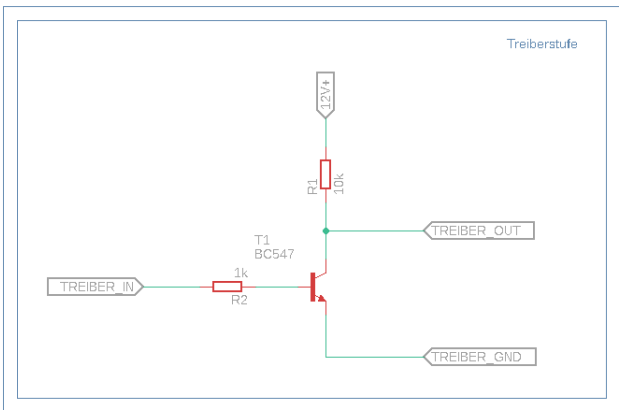 Treiberstufe
12V+
R1
10k
T1
BC547
TREIBER_OUT
1k
TREIBER_IN
R2
TREIBER_GND